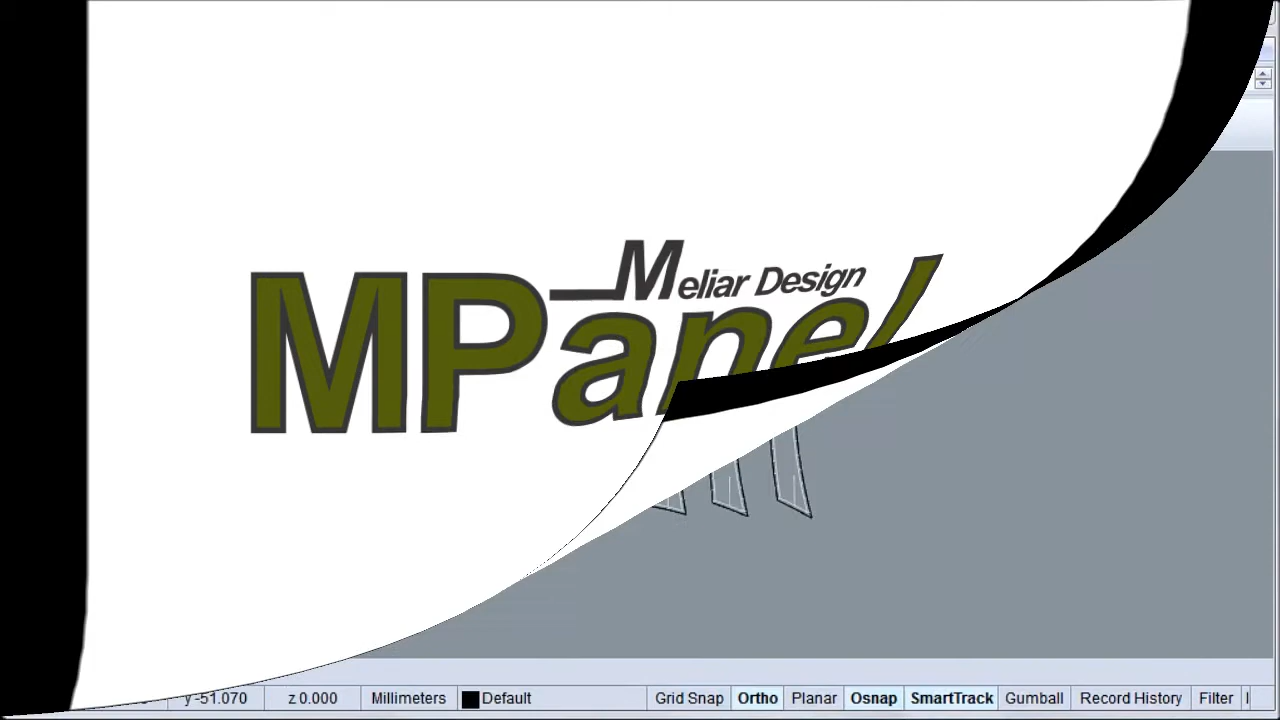 Meliar Design
MPanel
y -51.070 z 0.000 Millimeters Default Grid Snap Ortho Planar Osnap SmartTrack Gumball Record History Filter